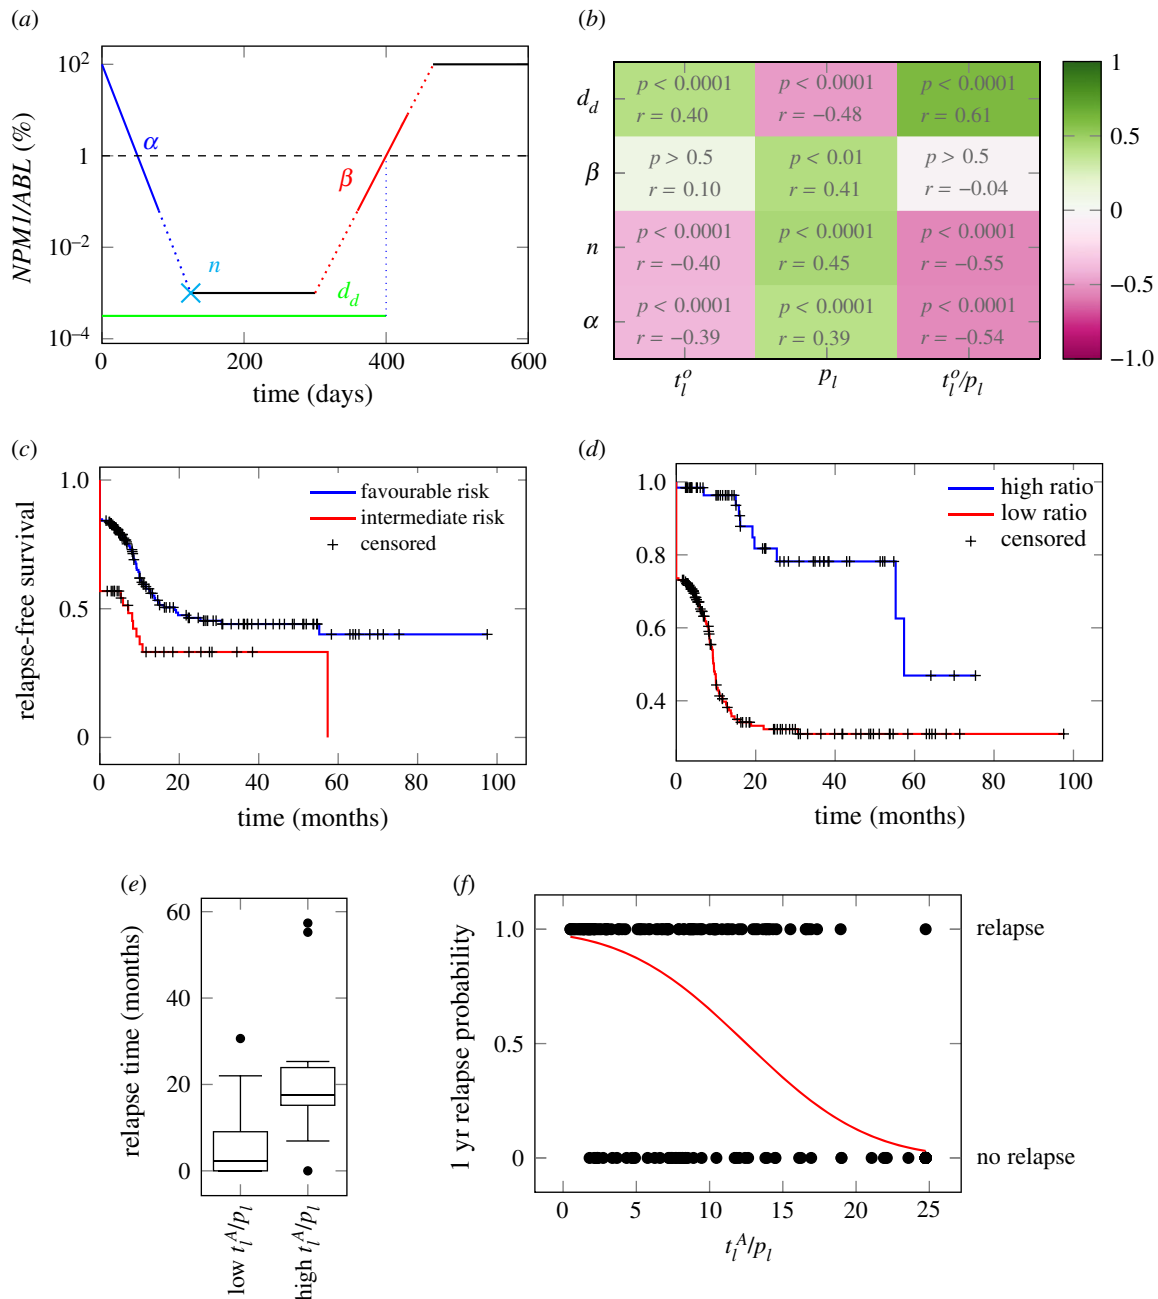 (a)
NPM1/ABL (%)
10²
1
10⁻²
10⁻⁴
α
β
n
d_d
0 200 400 600
time (days)
(b)
d_d
β
n
α
p < 0.0001 p < 0.0001 p < 0.0001
r = 0.40 r = −0.48 r = 0.61
p > 0.5 p < 0.01 p > 0.5
r = 0.10 r = 0.41 r = −0.04
p < 0.0001 p < 0.0001 p < 0.0001
r = −0.40 r = 0.45 r = −0.55
p < 0.0001 p < 0.0001 p < 0.0001
r = −0.39 r = 0.39 r = −0.54
t_l^o p_l t_l^o/p_l
1
0.5
0
−0.5
−1.0
(c)
relapse-free survival
1.0
0.5
0
favourable risk
intermediate risk
censored
0 20 40 60 80 100
time (months)
(d)
1.0
0.8
0.6
0.4
high ratio
low ratio
censored
0 20 40 60 80 100
time (months)
(e)
relapse time (months)
60
40
20
0
low t_l^A/p_l
high t_l^A/p_l
(f)
1 yr relapse probability
1.0
0.5
0
relapse
no relapse
0 5 10 15 20 25
t_l^A/p_l